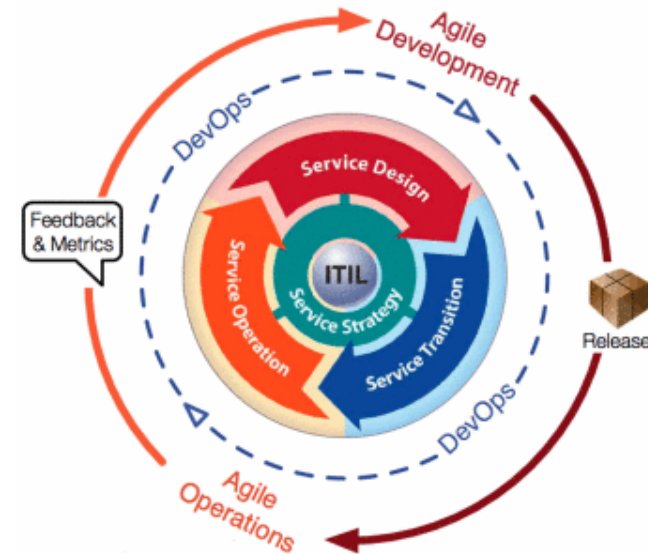 Agile
Development
DevOps
Service Design
Feedback
& Metrics
ITIL
Service Strategy
Service Operation
Service Transition
Release
DevOps
Agile
Operations